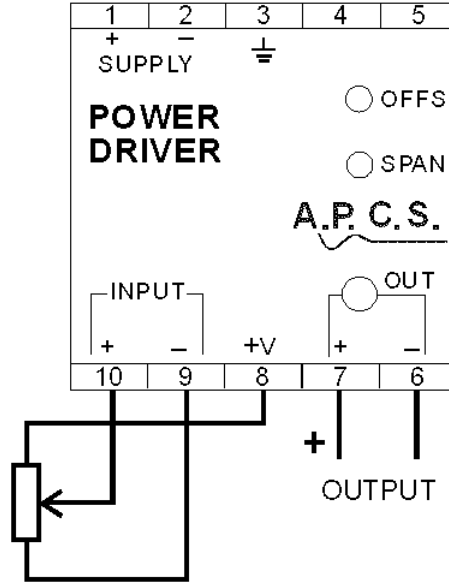 1 2 3 4 5
+ –
SUPPLY
POWER
DRIVER
OFFS
SPAN
A.P.C.S.
INPUT
OUT
+ – +V + –
10 9 8 7 6
+
OUTPUT